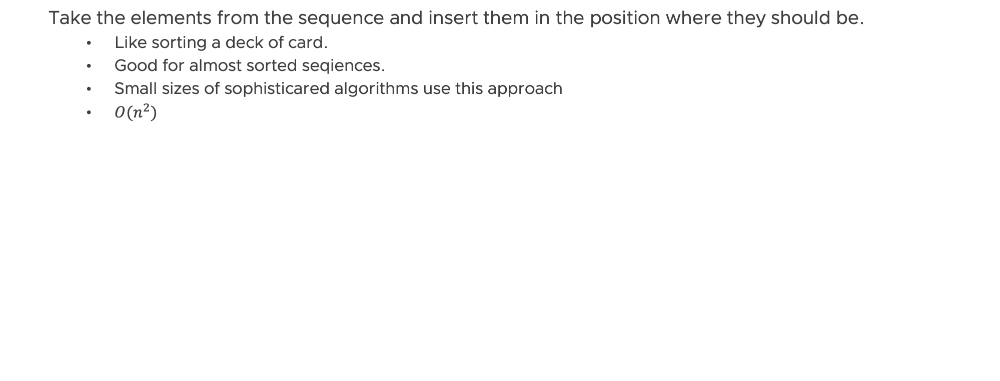 Take the elements from the sequence and insert them in the position where they should be.
• Like sorting a deck of card.
• Good for almost sorted seqiences.
• Small sizes of sophisticared algorithms use this approach
• O(n²)